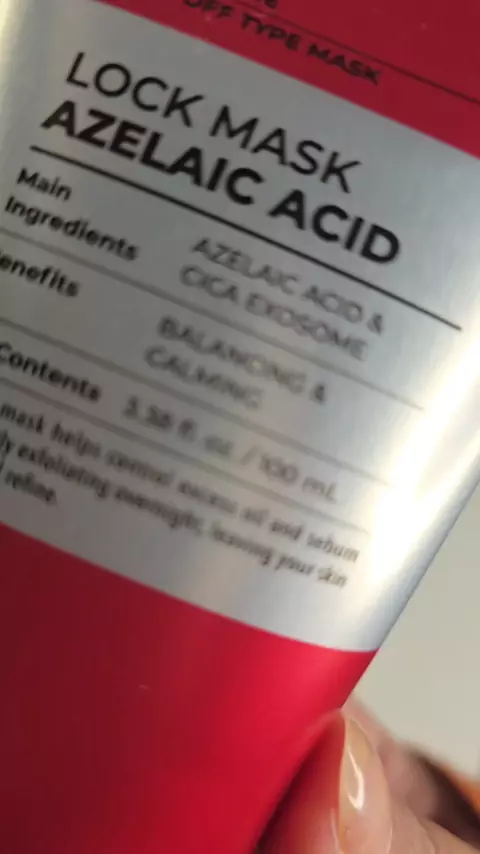 OFF TYPE MASK
LOCK MASK
AZELAIC ACID
Main
Ingredients
AZELAIC ACID &
CICA EXOSOME
enefits
BALANCING &
CALMING
Contents
3.38 fl. oz. / 100 mL
mask helps control excess oil and sebum
ly exfoliating overnight, leaving your skin
refine.